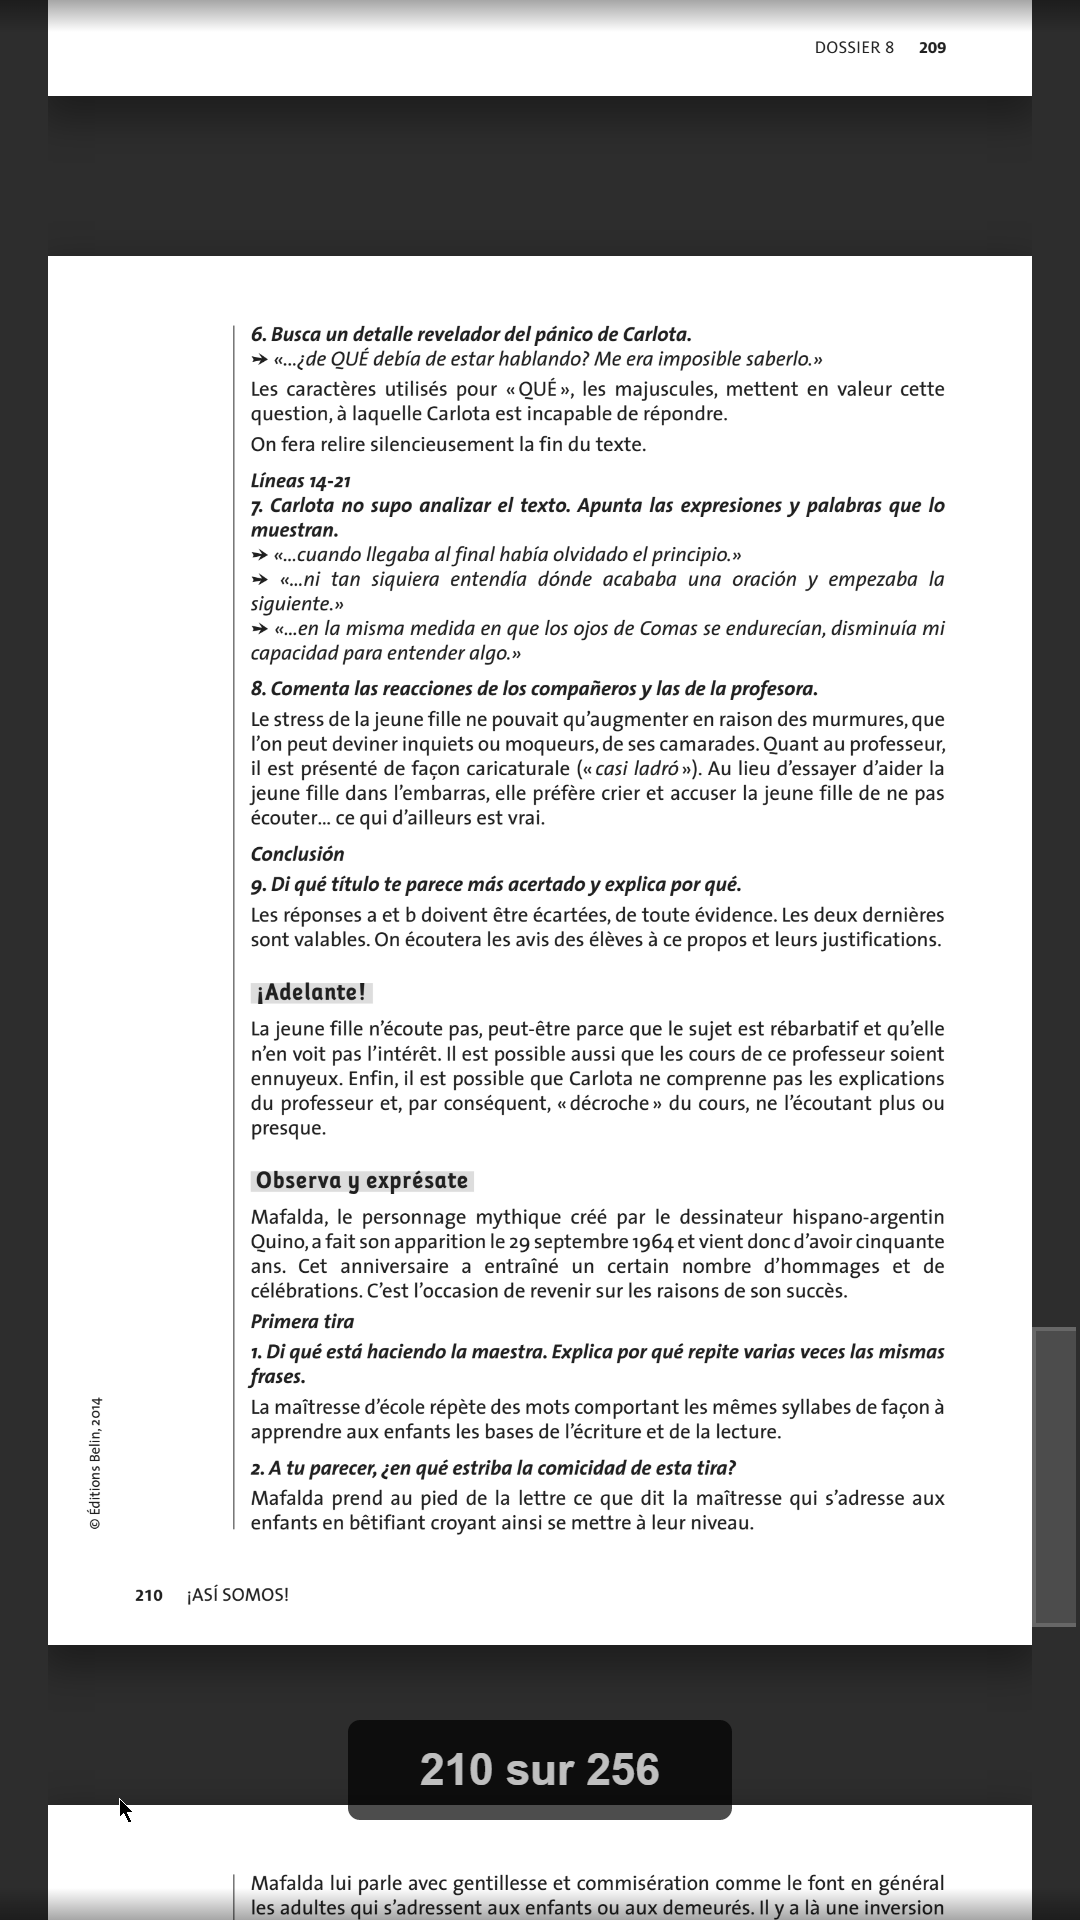 DOSSIER 8 209
6. Busca un detalle revelador del pánico de Carlota.
➔ «...¿de QUÉ debía de estar hablando? Me era imposible saberlo.»
Les caractères utilisés pour « QUÉ », les majuscules, mettent en valeur cette
question, à laquelle Carlota est incapable de répondre.
On fera relire silencieusement la fin du texte.
Líneas 14-21
7. Carlota no supo analizar el texto. Apunta las expresiones y palabras que lo
muestran.
➔ «...cuando llegaba al final había olvidado el principio.»
➔ «...ni tan siquiera entendía dónde acababa una oración y empezaba la
siguiente.»
➔ «...en la misma medida en que los ojos de Comas se endurecían, disminuía mi
capacidad para entender algo.»
8. Comenta las reacciones de los compañeros y las de la profesora.
Le stress de la jeune fille ne pouvait qu'augmenter en raison des murmures, que
l'on peut deviner inquiets ou moqueurs, de ses camarades. Quant au professeur,
il est présenté de façon caricaturale (« casi ladró »). Au lieu d'essayer d'aider la
jeune fille dans l'embarras, elle préfère crier et accuser la jeune fille de ne pas
écouter... ce qui d'ailleurs est vrai.
Conclusión
9. Di qué título te parece más acertado y explica por qué.
Les réponses a et b doivent être écartées, de toute évidence. Les deux dernières
sont valables. On écoutera les avis des élèves à ce propos et leurs justifications.
¡Adelante!
La jeune fille n'écoute pas, peut-être parce que le sujet est rébarbatif et qu'elle
n'en voit pas l'intérêt. Il est possible aussi que les cours de ce professeur soient
ennuyeux. Enfin, il est possible que Carlota ne comprenne pas les explications
du professeur et, par conséquent, « décroche » du cours, ne l'écoutant plus ou
presque.
Observa y exprésate
Mafalda, le personnage mythique créé par le dessinateur hispano-argentin
Quino, a fait son apparition le 29 septembre 1964 et vient donc d'avoir cinquante
ans. Cet anniversaire a entraîné un certain nombre d'hommages et de
célébrations. C'est l'occasion de revenir sur les raisons de son succès.
Primera tira
1. Di qué está haciendo la maestra. Explica por qué repite varias veces las mismas
frases.
La maîtresse d'école répète des mots comportant les mêmes syllabes de façon à
apprendre aux enfants les bases de l'écriture et de la lecture.
2. A tu parecer, ¿en qué estriba la comicidad de esta tira?
Mafalda prend au pied de la lettre ce que dit la maîtresse qui s'adresse aux
enfants en bêtifiant croyant ainsi se mettre à leur niveau.
© Éditions Belin, 2014
210 ¡ASÍ SOMOS!
210 sur 256
Mafalda lui parle avec gentillesse et commisération comme le font en général
les adultes qui s'adressent aux enfants ou aux demeurés. Il y a là une inversion